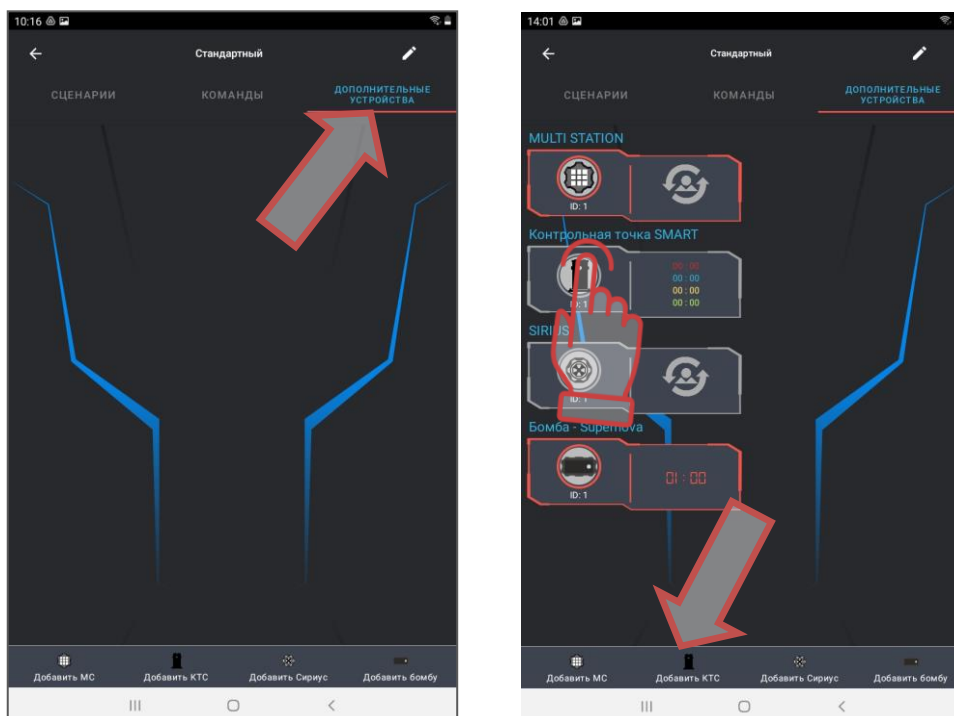 10:16
Стандартный
СЦЕНАРИИ
КОМАНДЫ
ДОПОЛНИТЕЛЬНЫЕ
УСТРОЙСТВА
Добавить МС
Добавить КТС
Добавить Сириус
Добавить бомбу
14:01
Стандартный
СЦЕНАРИИ
КОМАНДЫ
ДОПОЛНИТЕЛЬНЫЕ
УСТРОЙСТВА
MULTI STATION
ID: 1
Контрольная точка SMART
00 : 00
00 : 00
00 : 00
00 : 00
ID: 1
SIRIUS
ID: 1
Бомба - Supernova
ID: 1
01 : 00
Добавить МС
Добавить КТС
Добавить Сириус
Добавить бомбу